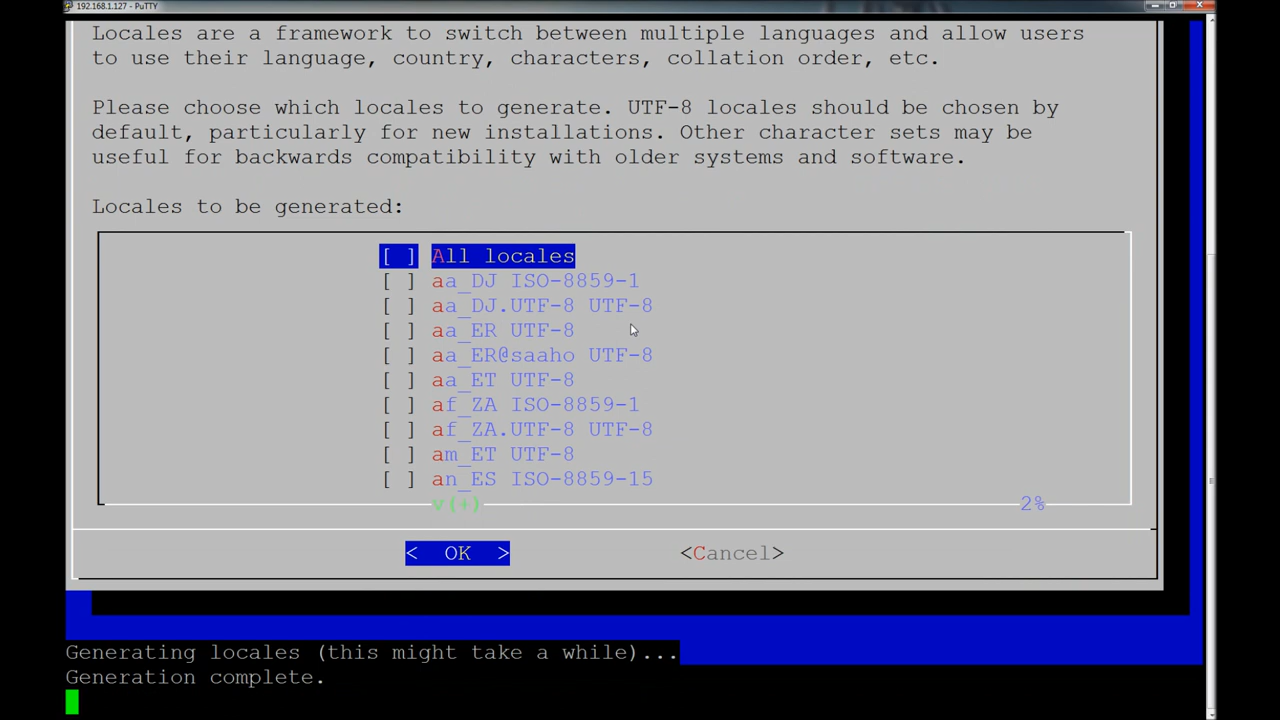 192.168.1.127 - PuTTY
Locales are a framework to switch between multiple languages and allow users
to use their language, country, characters, collation order, etc.
Please choose which locales to generate. UTF-8 locales should be chosen by
default, particularly for new installations. Other character sets may be
useful for backwards compatibility with older systems and software.
Locales to be generated:
[ ] All locales
[ ] aa_DJ ISO-8859-1
[ ] aa_DJ.UTF-8 UTF-8
[ ] aa_ER UTF-8
[ ] aa_ER@saaho UTF-8
[ ] aa_ET UTF-8
[ ] af_ZA ISO-8859-1
[ ] af_ZA.UTF-8 UTF-8
[ ] am_ET UTF-8
[ ] an_ES ISO-8859-15
v(+) 2%
< OK > <Cancel>
Generating locales (this might take a while)...
Generation complete.